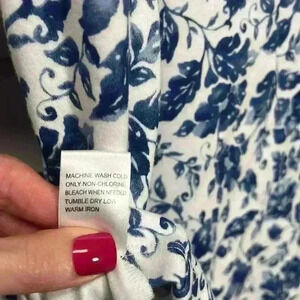 MACHINE WASH COLD
ONLY NON-CHLORINE
BLEACH WHEN NEEDED
TUMBLE DRY LOW
WARM IRON